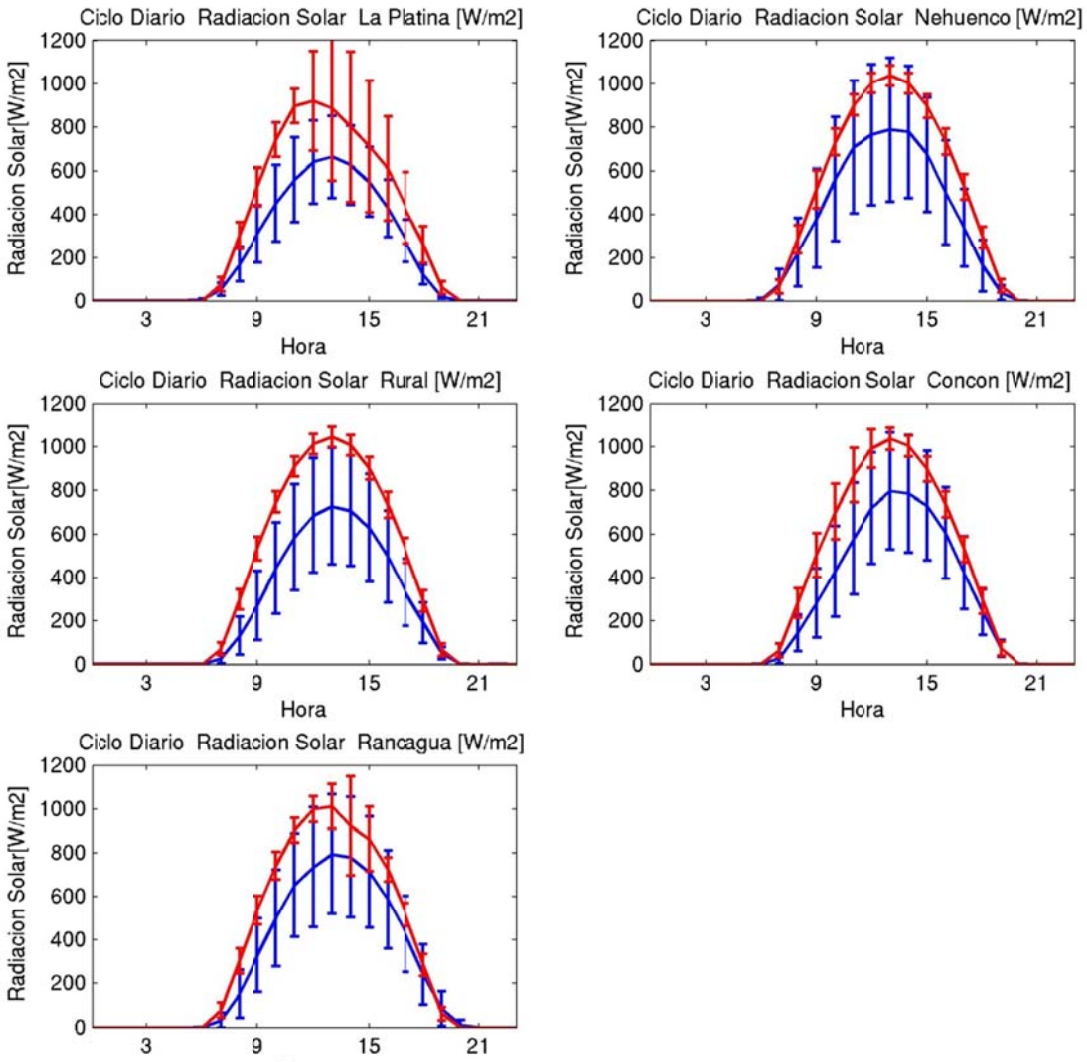 Ciclo Diario Radiacion Solar La Platina [W/m2]
Radiacion Solar[W/m2]
1200
1000
800
600
400
200
0
3 9 15 21
Hora
Ciclo Diario Radiacion Solar Nehuenco [W/m2]
Radiacion Solar[W/m2]
1200
1000
800
600
400
200
0
3 9 15 21
Hora
Ciclo Diario Radiacion Solar Rural [W/m2]
Radiacion Solar[W/m2]
1200
1000
800
600
400
200
0
3 9 15 21
Hora
Ciclo Diario Radiacion Solar Concon [W/m2]
Radiacion Solar[W/m2]
1200
1000
800
600
400
200
0
3 9 15 21
Hora
Ciclo Diario Radiacion Solar Rancagua [W/m2]
Radiacion Solar[W/m2]
1200
1000
800
600
400
200
0
3 9 15 21